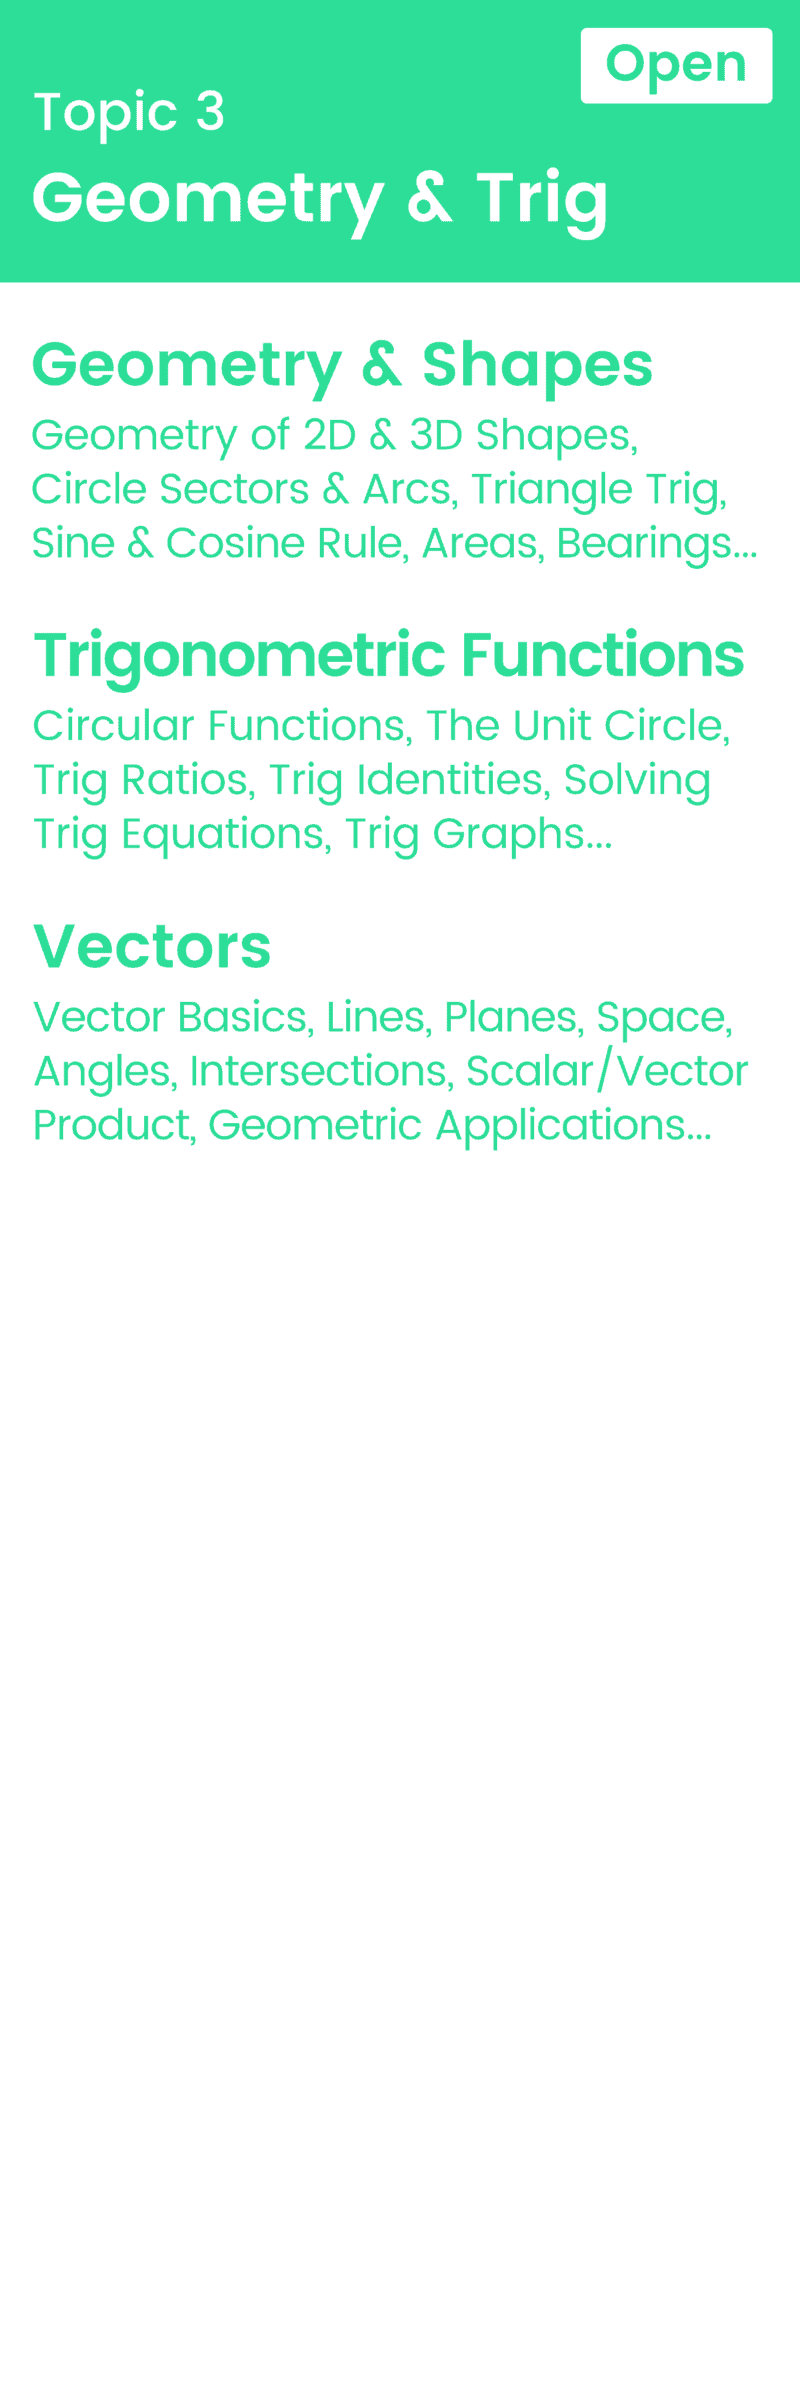 Open
Topic 3
Geometry & Trig
Geometry & Shapes
Geometry of 2D & 3D Shapes,
Circle Sectors & Arcs, Triangle Trig,
Sine & Cosine Rule, Areas, Bearings...
Trigonometric Functions
Circular Functions, The Unit Circle,
Trig Ratios, Trig Identities, Solving
Trig Equations, Trig Graphs...
Vectors
Vector Basics, Lines, Planes, Space,
Angles, Intersections, Scalar/Vector
Product, Geometric Applications...